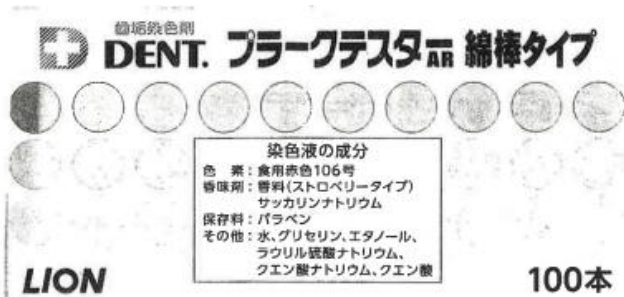 歯垢染色剤
DENT. プラークテスターAR 綿棒タイプ
染色液の成分
色 素：食用赤色106号
香味剤：香料(ストロベリータイプ)
サッカリンナトリウム
保存料：パラベン
その他：水、グリセリン、エタノール、
ラウリル硫酸ナトリウム、
クエン酸ナトリウム、クエン酸
LION
100本